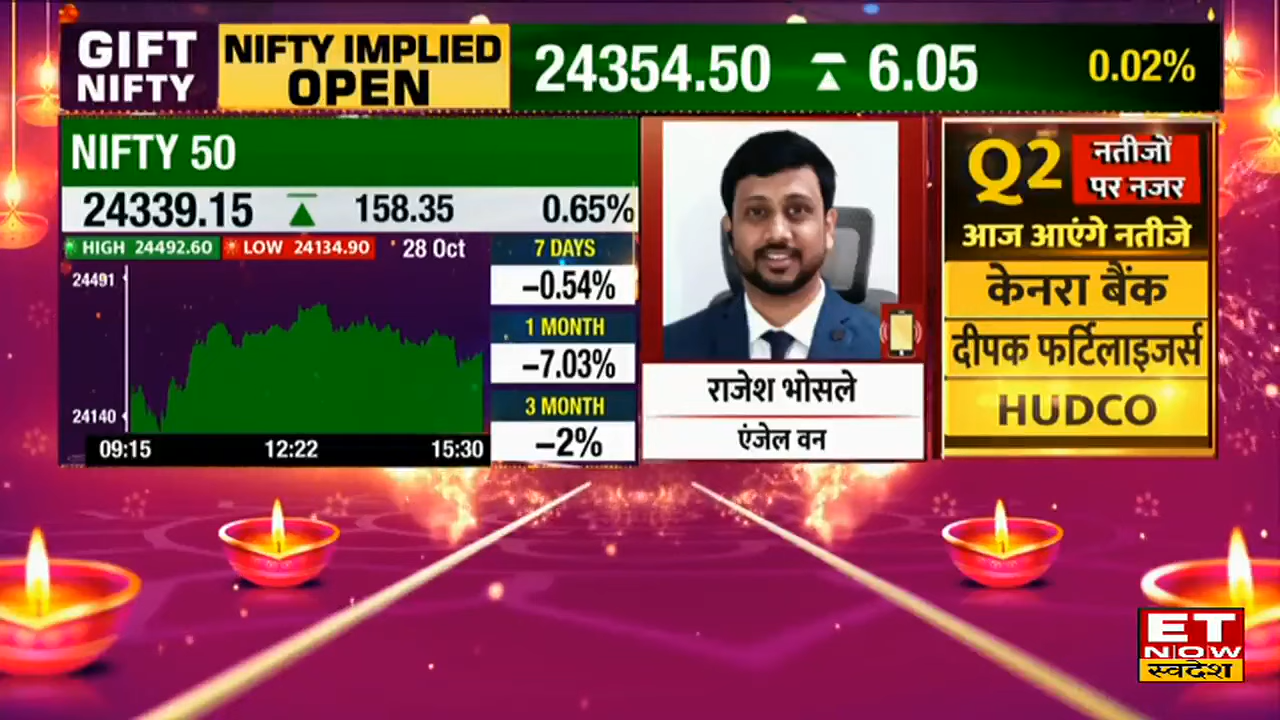 GIFT
NIFTY
NIFTY IMPLIED
OPEN
24354.50 6.05 0.02%
NIFTY 50
24339.15 158.35 0.65%
HIGH 24492.60 LOW 24134.90 28 Oct
24491
24140
09:15 12:22 15:30
7 DAYS
–0.54%
1 MONTH
–7.03%
3 MONTH
–2%
राजेश भोसले
एंजेल वन
Q2
नतीजों
पर नजर
आज आएंगे नतीजे
केनरा बैंक
दीपक फर्टिलाइजर्स
HUDCO
ET
NOW
स्वदेश